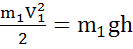 m₁V₁²/2 = m₁gh